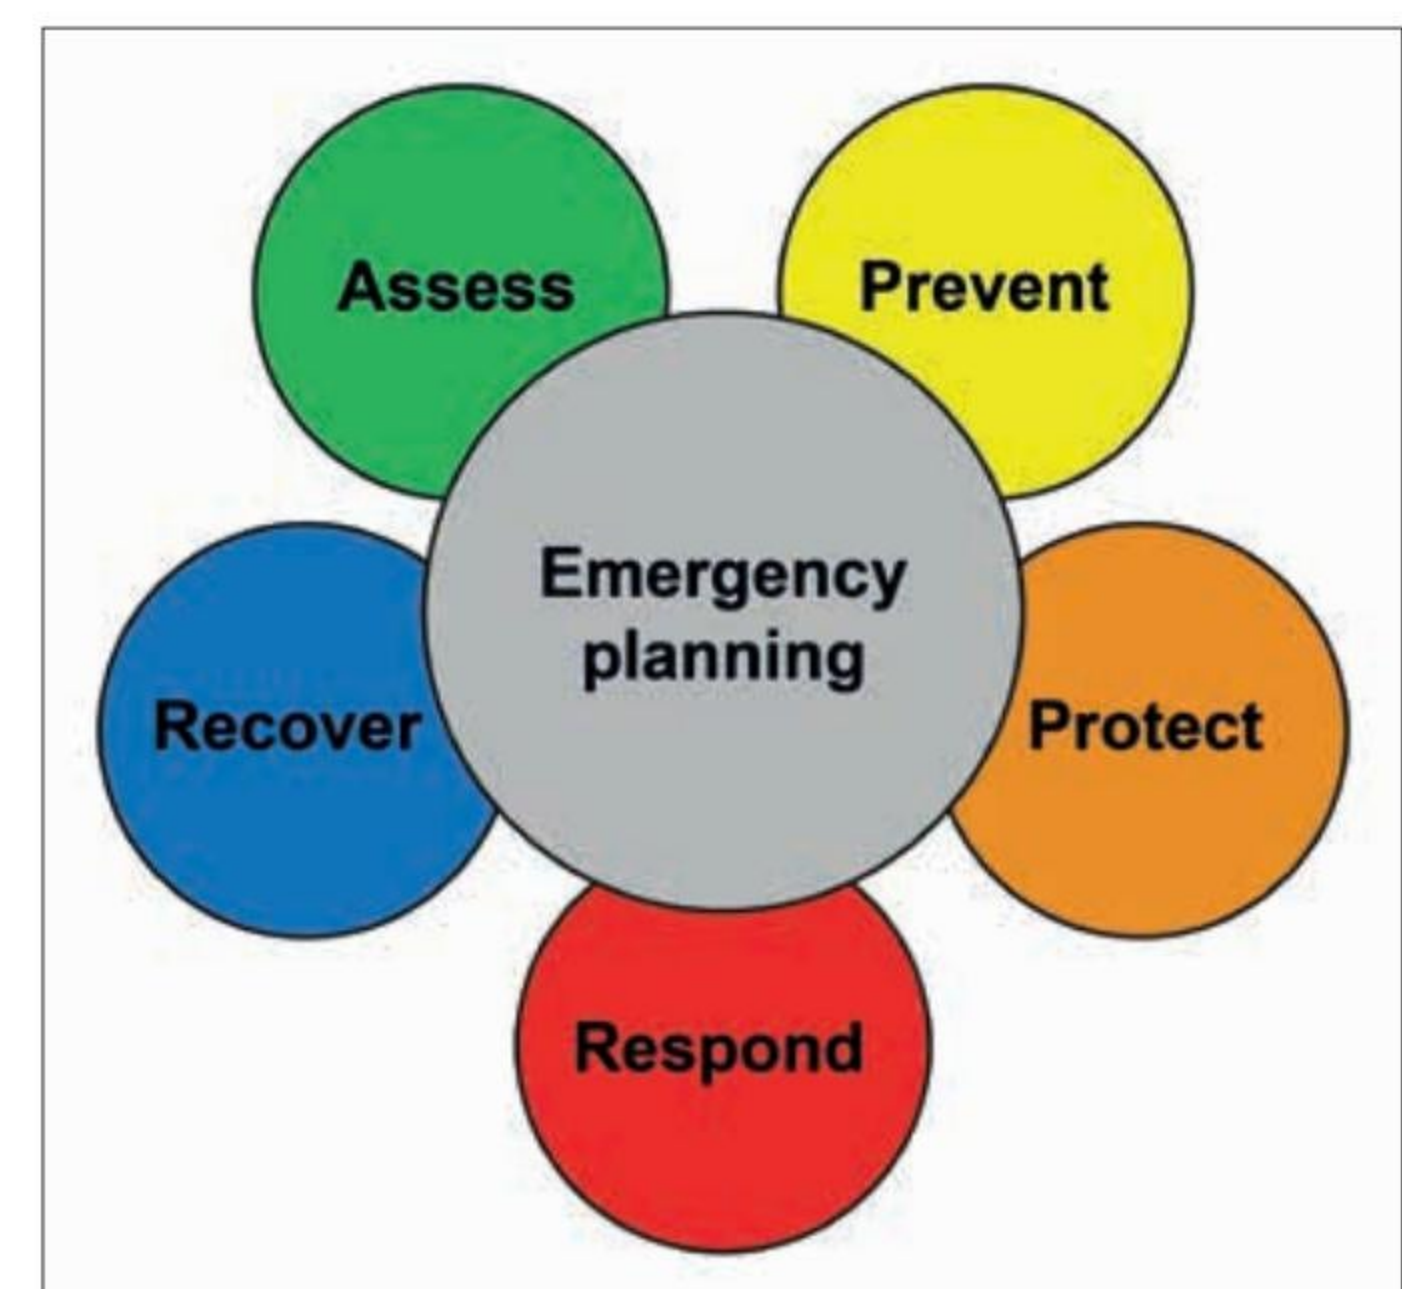 Assess
Prevent
Emergency
planning
Recover
Protect
Respond